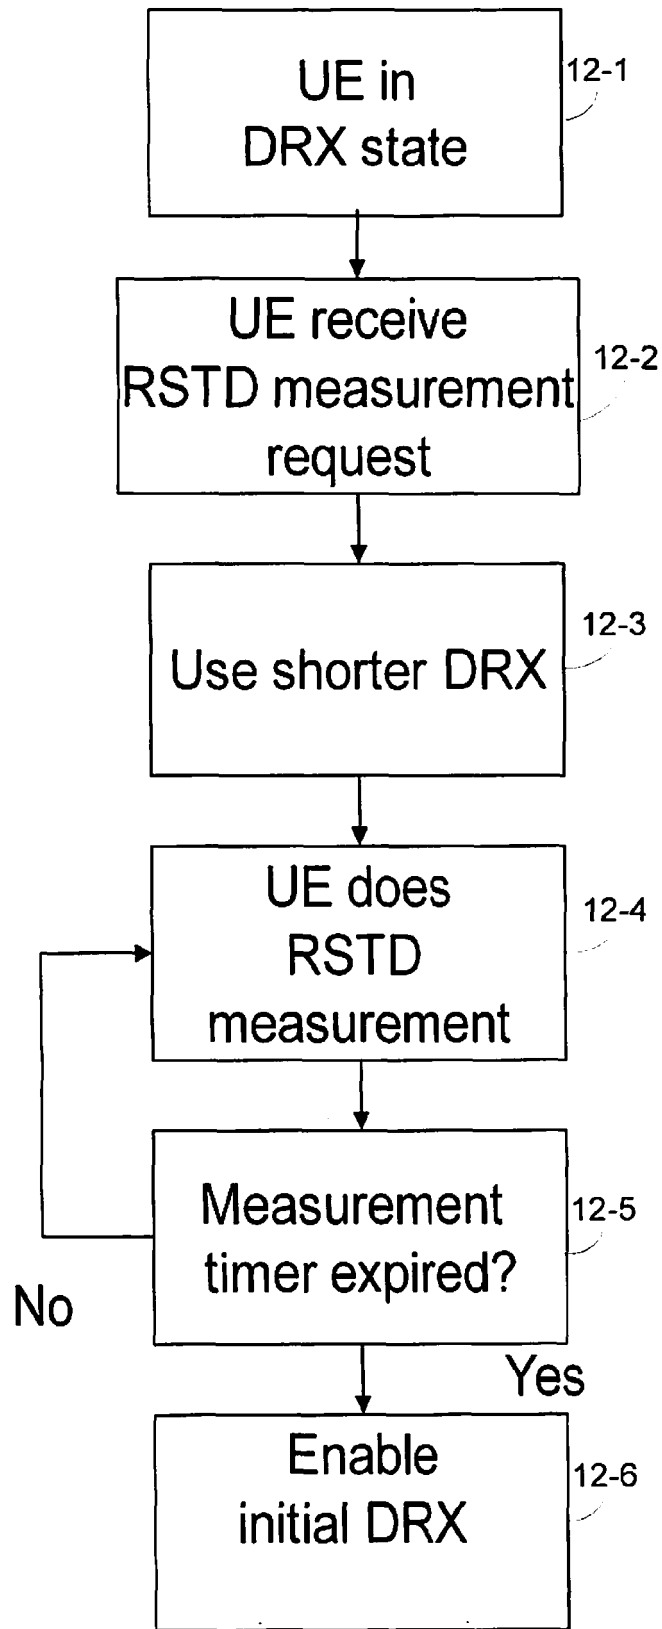 UE in
DRX state
12-1
UE receive
RSTD measurement
request
12-2
Use shorter DRX
12-3
UE does
RSTD
measurement
12-4
Measurement
timer expired?
12-5
No
Yes
Enable
initial DRX
12-6